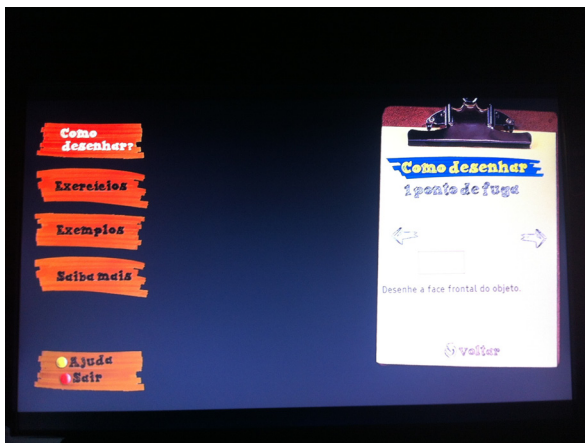 Como
desenhar?
Exercícios
Exemplos
Saiba mais
Ajuda
Sair
Como desenhar
1 ponto de fuga
Desenhe a face frontal do objeto.
voltar